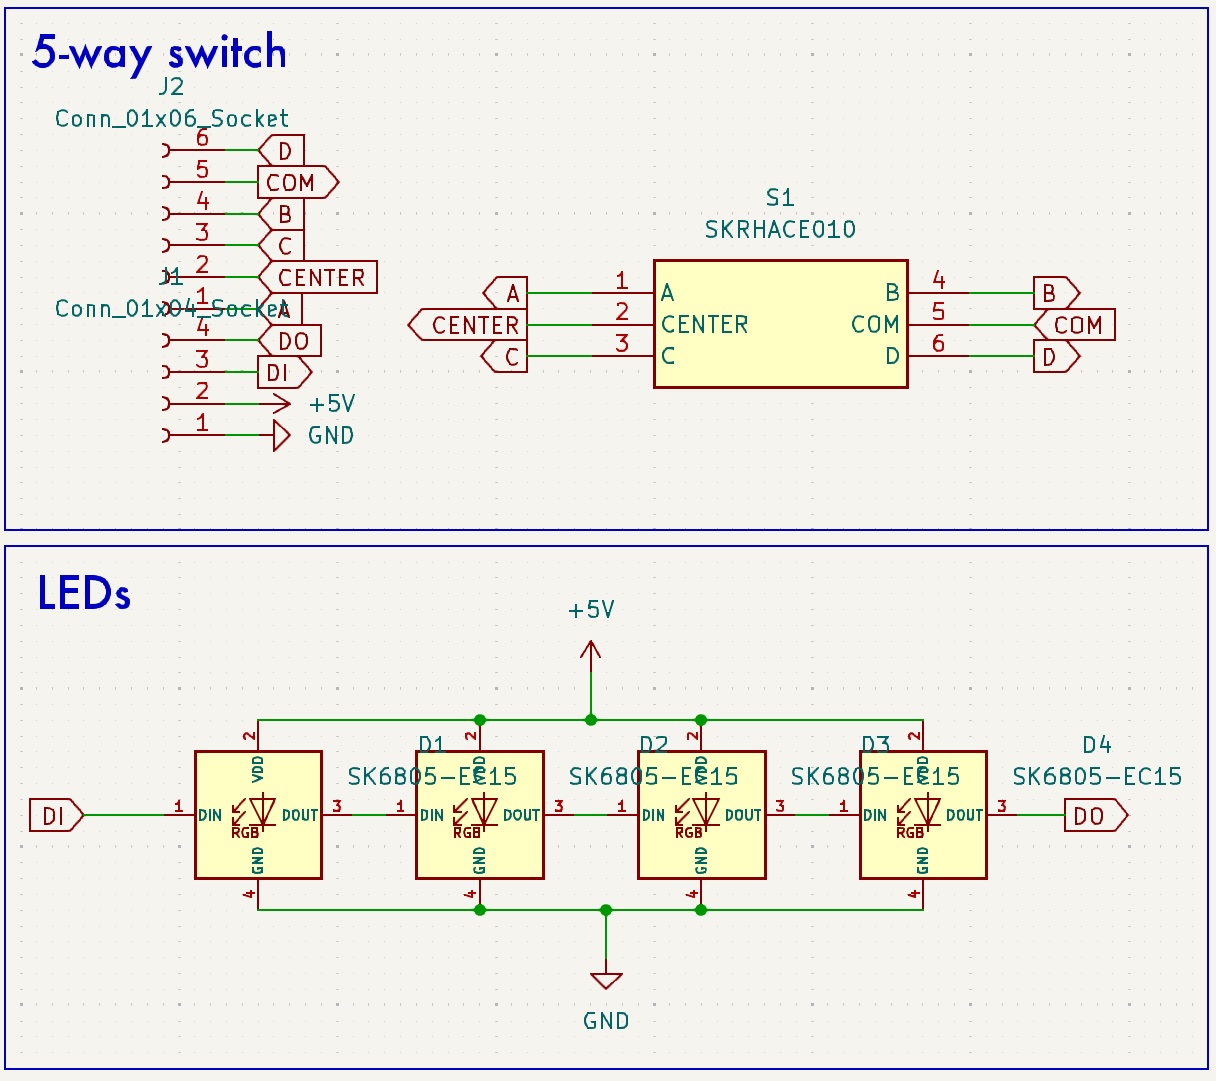 5-way switch
J2
Conn_01x06_Socket
6 D
5 COM
4 B
3 C
2 CENTER
J1
1 A
Conn_01x04_Socket
4 DO
3 DI
2 +5V
1 GND
S1
SKRHACE010
A 1 A B 4 B
CENTER 2 CENTER COM 5 COM
C 3 C D 6 D
LEDs
+5V
2 2 2 2
D1 D2 D3 D4
VDD VDD VDD VDD
SK6805-EC15 SK6805-EC15 SK6805-EC15 SK6805-EC15
DI 1 DIN DOUT 3 1 DIN DOUT 3 1 DIN DOUT 3 1 DIN DOUT 3 DO
RGB RGB RGB RGB
GND GND GND GND
4 4 4 4
GND